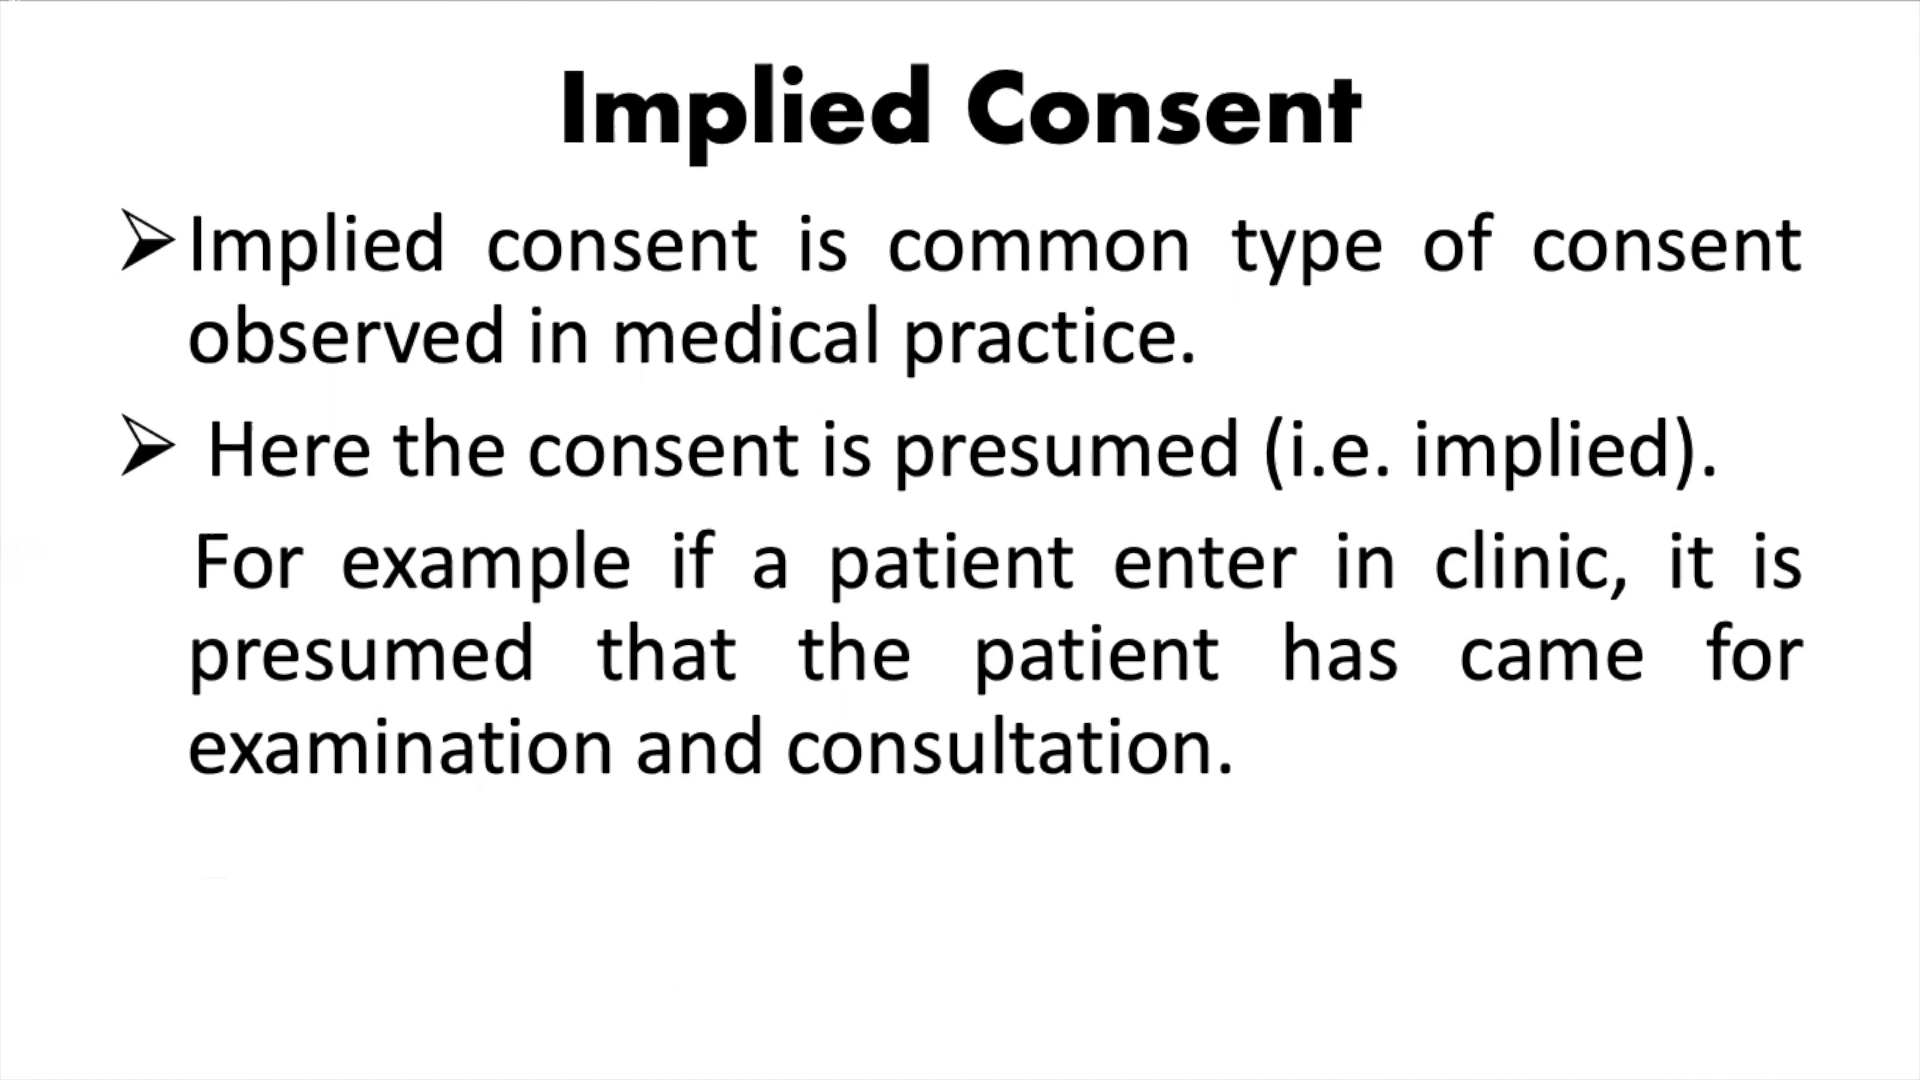 Implied Consent
➢Implied consent is common type of consent
observed in medical practice.
➢ Here the consent is presumed (i.e. implied).
For example if a patient enter in clinic, it is
presumed that the patient has came for
examination and consultation.